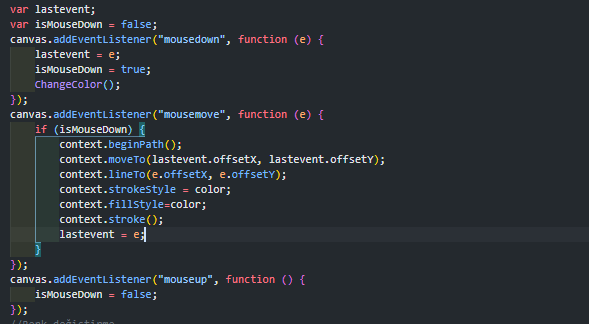 var lastevent;
var isMouseDown = false;
canvas.addEventListener("mousedown", function (e) {
    lastevent = e;
    isMouseDown = true;
    ChangeColor();
});
canvas.addEventListener("mousemove", function (e) {
    if (isMouseDown) {
        context.beginPath();
        context.moveTo(lastevent.offsetX, lastevent.offsetY);
        context.lineTo(e.offsetX, e.offsetY);
        context.strokeStyle = color;
        context.fillStyle=color;
        context.stroke();
        lastevent = e;
    }
});
canvas.addEventListener("mouseup", function () {
    isMouseDown = false;
});